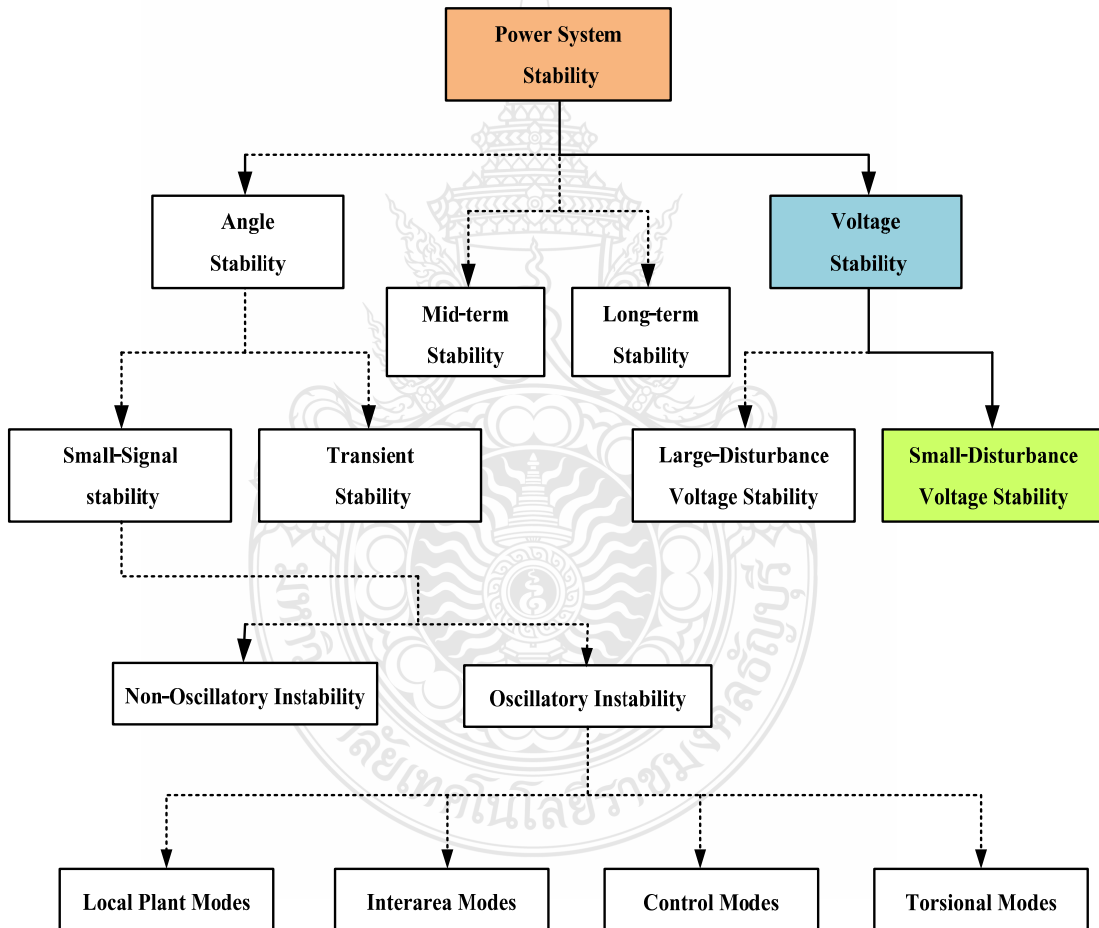 Power System
Stability
Angle
Stability
Voltage
Stability
Mid-term
Stability
Long-term
Stability
Small-Signal
stability
Transient
Stability
Large-Disturbance
Voltage Stability
Small-Disturbance
Voltage Stability
Non-Oscillatory Instability
Oscillatory Instability
Local Plant Modes
Interarea Modes
Control Modes
Torsional Modes